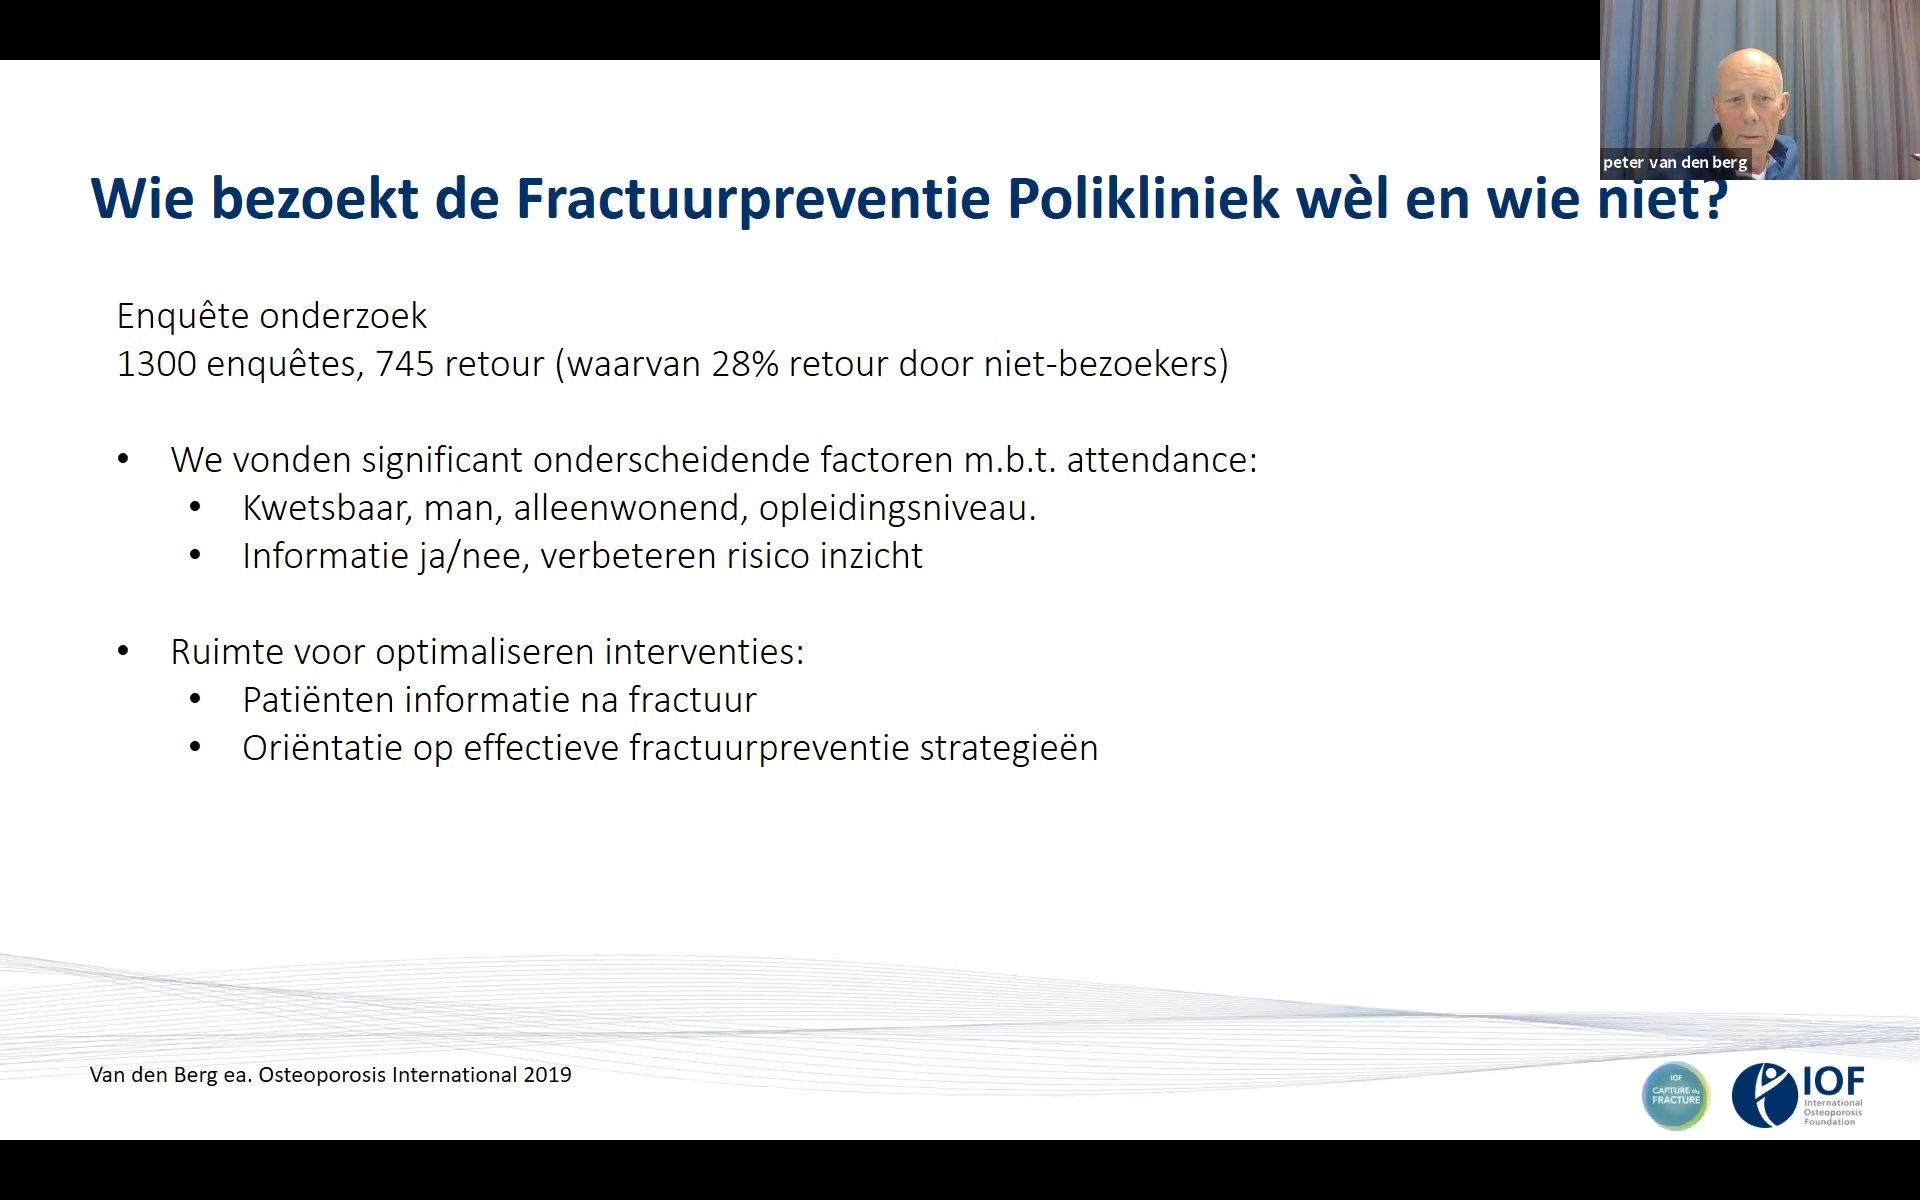 peter van den berg
Wie bezoekt de Fractuurpreventie Polikliniek wèl en wie niet?
Enquête onderzoek
1300 enquêtes, 745 retour (waarvan 28% retour door niet-bezoekers)
• We vonden significant onderscheidende factoren m.b.t. attendance:
• Kwetsbaar, man, alleenwonend, opleidingsniveau.
• Informatie ja/nee, verbeteren risico inzicht
• Ruimte voor optimaliseren interventies:
• Patiënten informatie na fractuur
• Oriëntatie op effectieve fractuurpreventie strategieën
Van den Berg ea. Osteoporosis International 2019
IOF
CAPTURE the
FRACTURE
IOF
International
Osteoporosis
Foundation